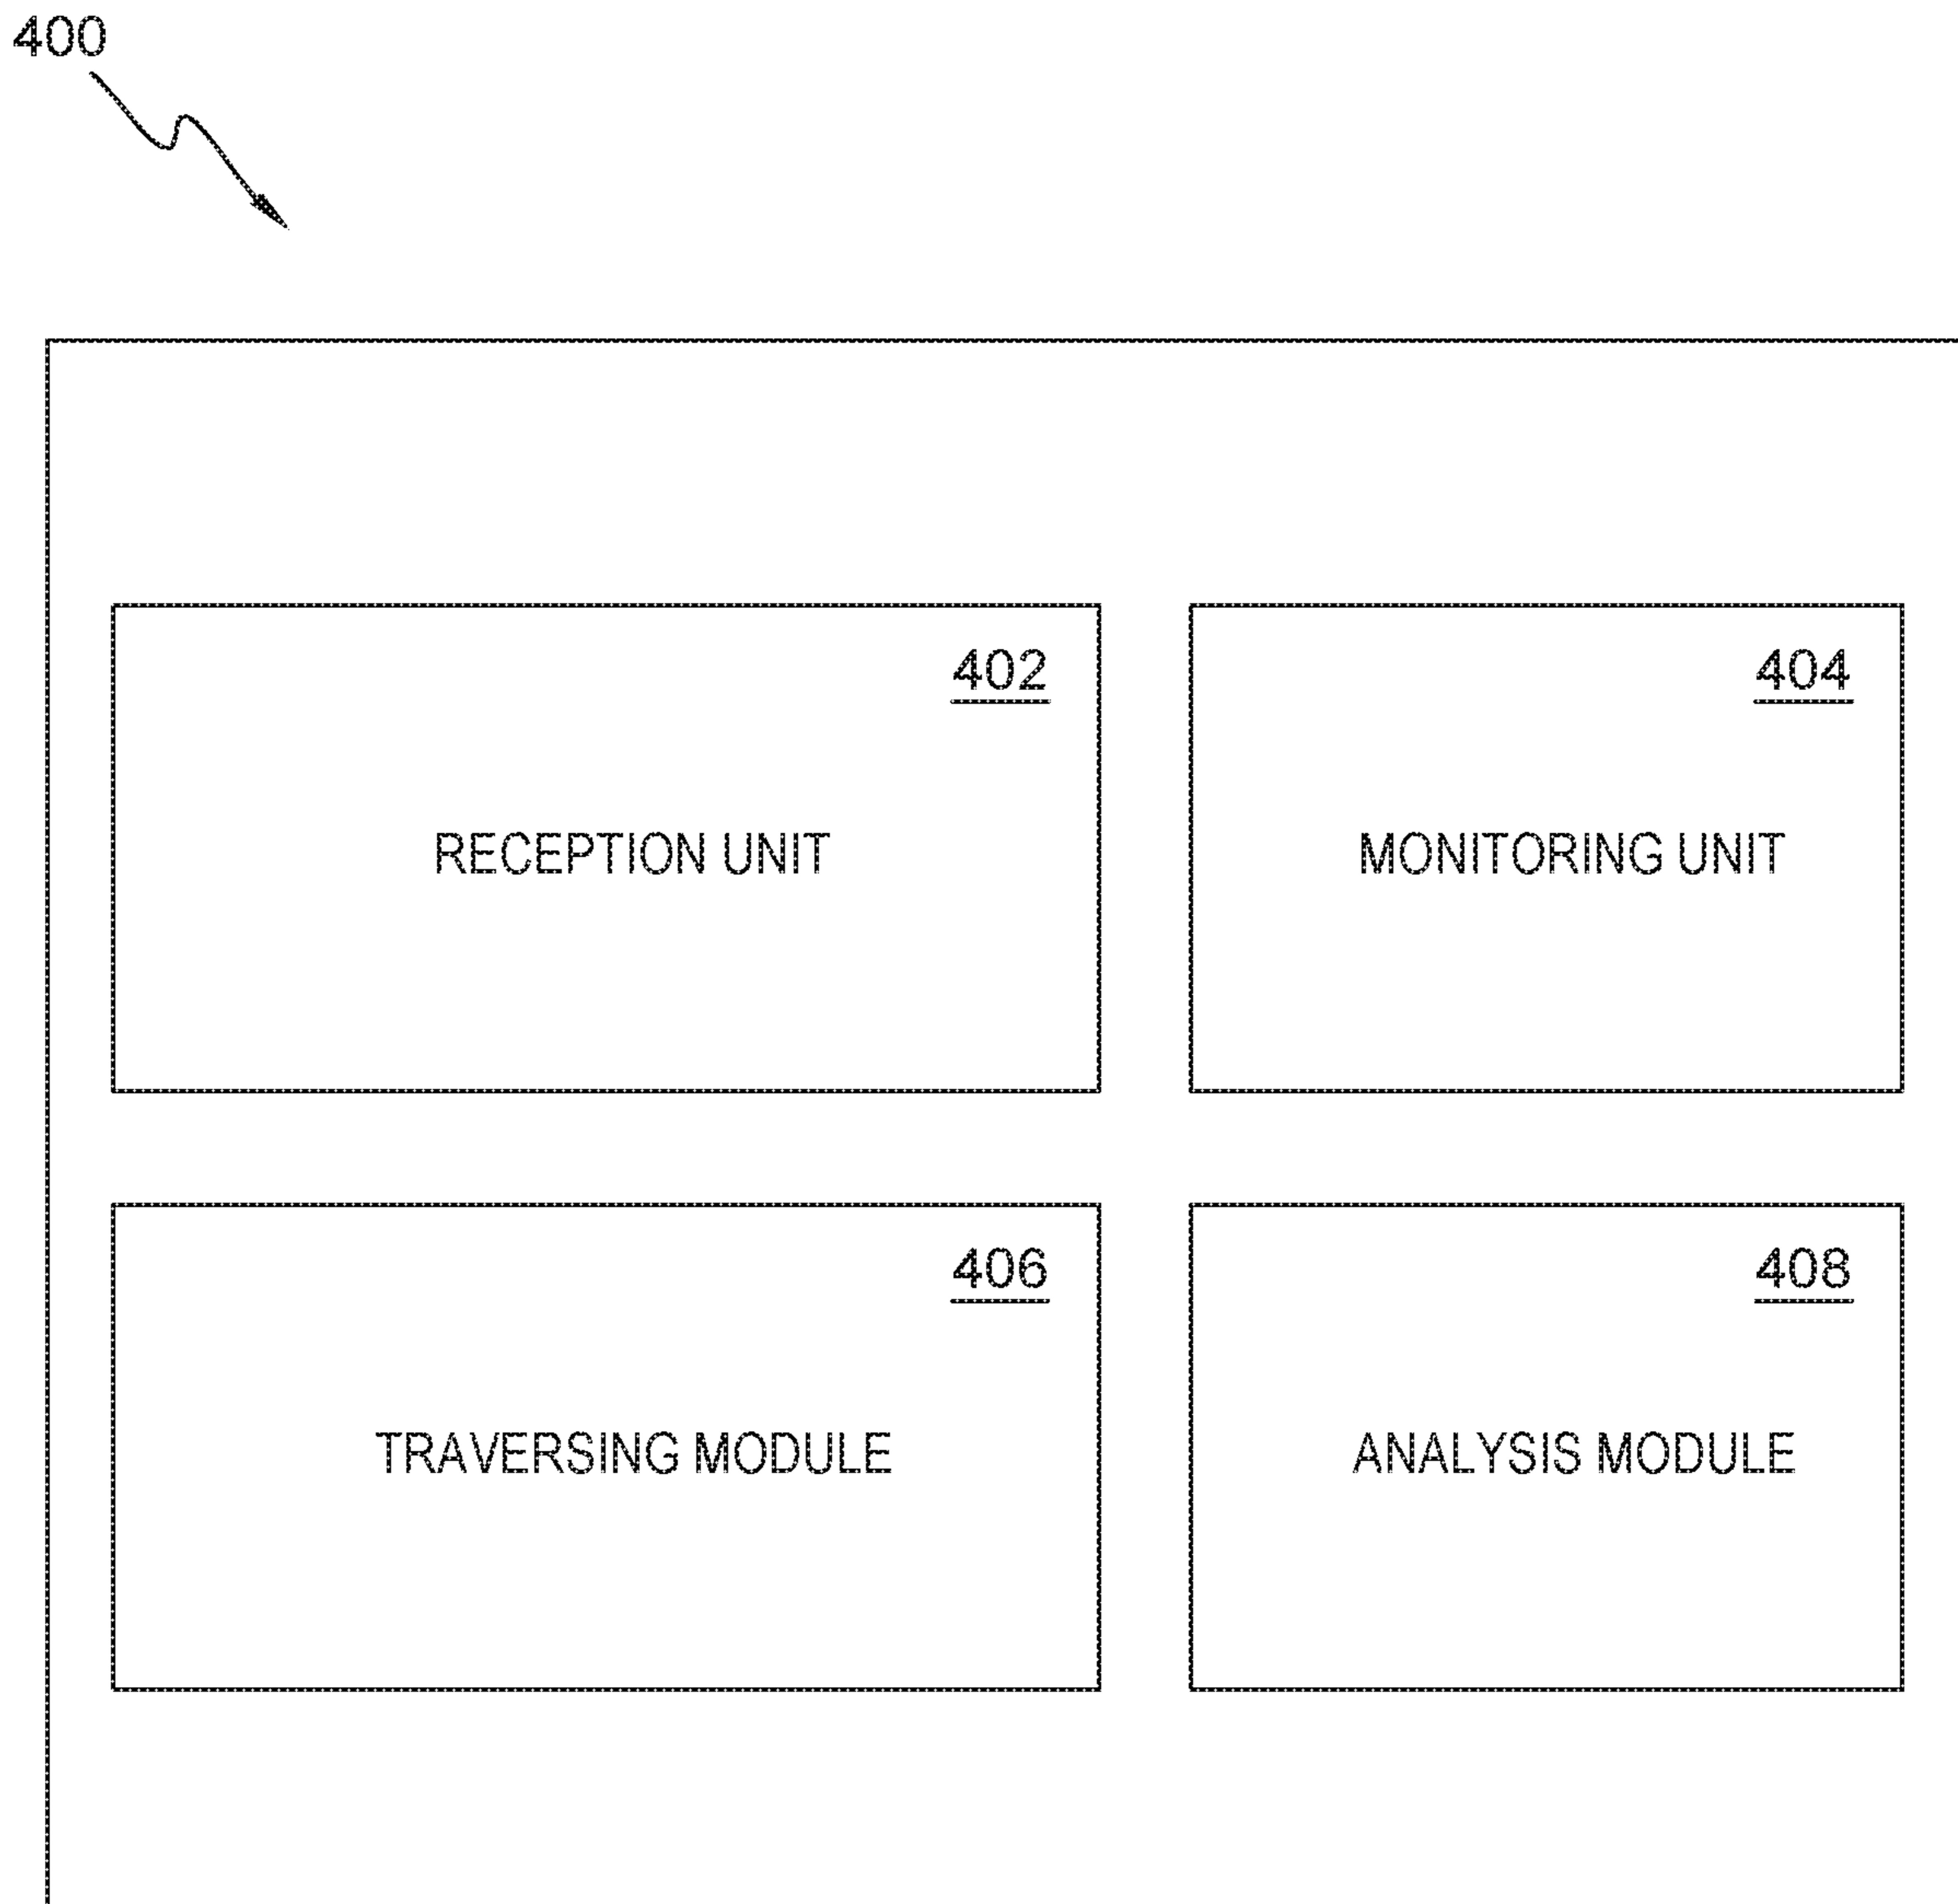 400
402
404
RECEPTION UNIT
MONITORING UNIT
406
408
TRAVERSING MODULE
ANALYSIS MODULE